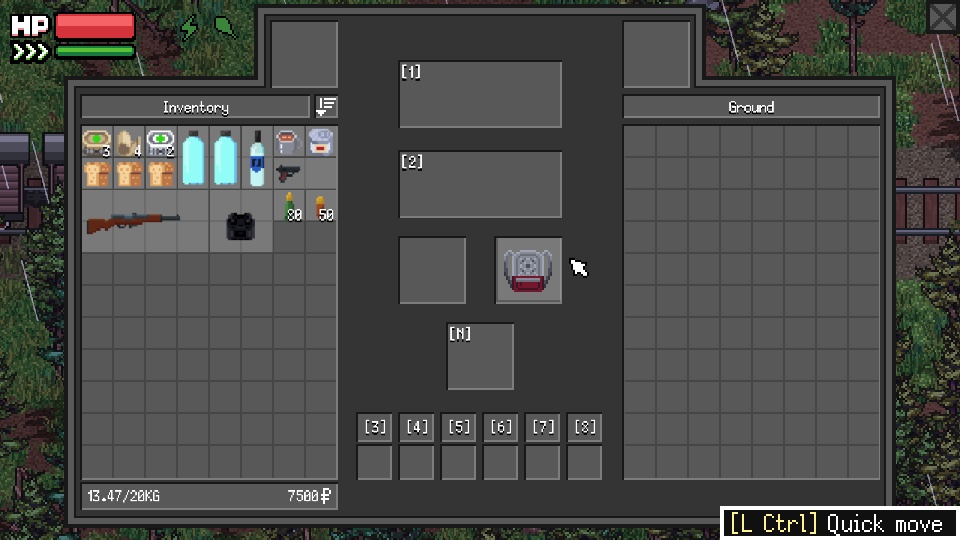 HP
[1]
Inventory
Ground
3
4
2
[2]
80
50
[N]
[3]
[4]
[5]
[6]
[7]
[8]
13.47/20KG
7500₽
[L Ctrl] Quick move